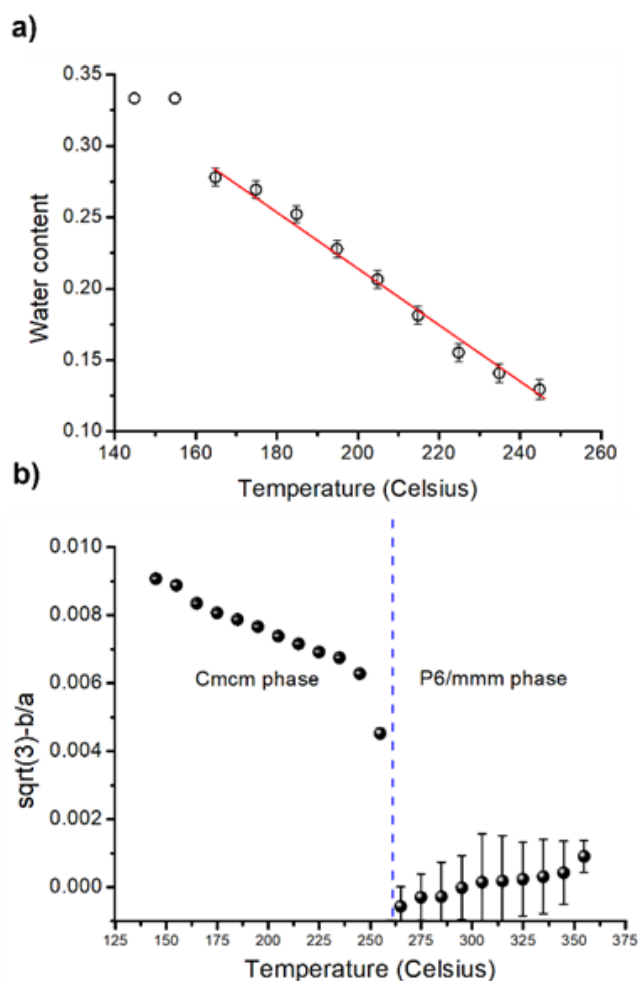 a)
0.35
0.30
0.25
0.20
0.15
0.10
Water content
140 160 180 200 220 240 260
Temperature (Celsius)
b)
0.010
0.008
0.006
0.004
0.002
0.000
sqrt(3)-b/a
Cmcm phase
P6/mmm phase
125 150 175 200 225 250 275 300 325 350 375
Temperature (Celsius)